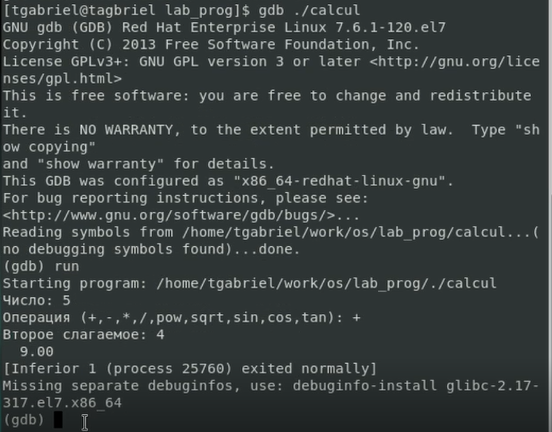 [tgabriel@tagbriel lab_prog]$ gdb ./calcul
GNU gdb (GDB) Red Hat Enterprise Linux 7.6.1-120.el7
Copyright (C) 2013 Free Software Foundation, Inc.
License GPLv3+: GNU GPL version 3 or later <http://gnu.org/lice
nses/gpl.html>
This is free software: you are free to change and redistribute
it.
There is NO WARRANTY, to the extent permitted by law.  Type "sh
ow copying"
and "show warranty" for details.
This GDB was configured as "x86_64-redhat-linux-gnu".
For bug reporting instructions, please see:
<http://www.gnu.org/software/gdb/bugs/>...
Reading symbols from /home/tgabriel/work/os/lab_prog/calcul...(
no debugging symbols found)...done.
(gdb) run
Starting program: /home/tgabriel/work/os/lab_prog/./calcul
Число: 5
Операция (+,-,*,/,pow,sqrt,sin,cos,tan): +
Второе слагаемое: 4
  9.00
[Inferior 1 (process 25760) exited normally]
Missing separate debuginfos, use: debuginfo-install glibc-2.17-
317.el7.x86_64
(gdb)